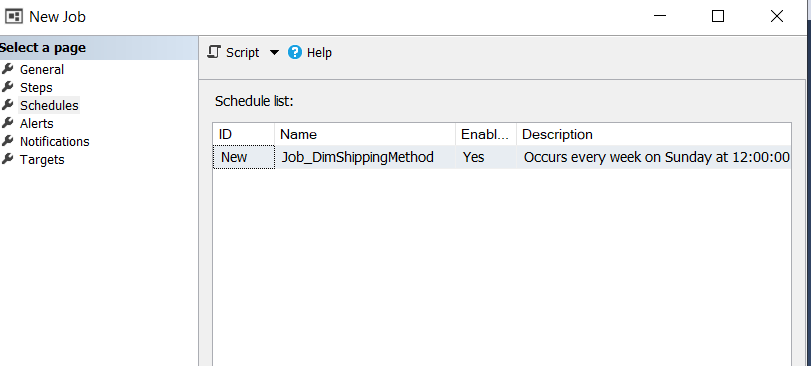 New Job
Select a page
General
Steps
Schedules
Alerts
Notifications
Targets
Script Help
Schedule list:
ID Name Enabl... Description
New Job_DimShippingMethod Yes Occurs every week on Sunday at 12:00:00